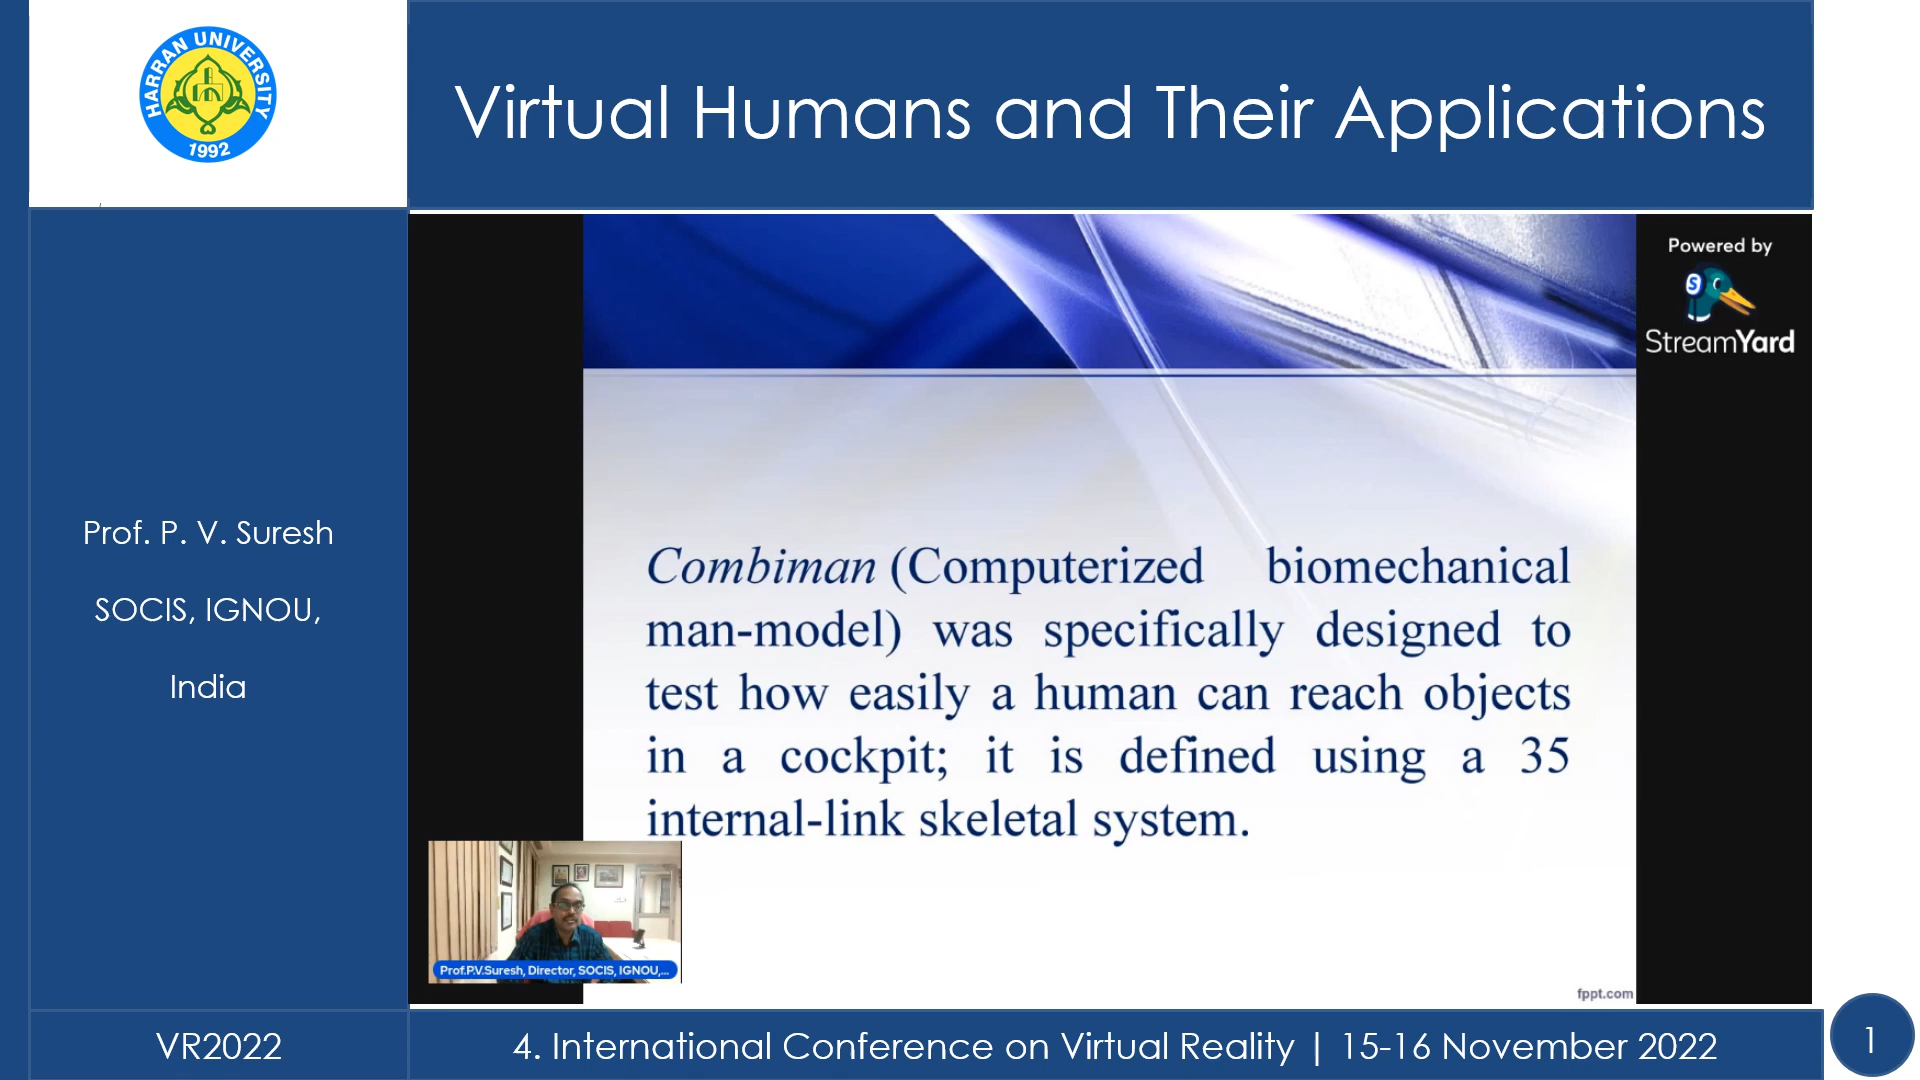 HARRAN UNIVERSITY
1992
Virtual Humans and Their Applications
Prof. P. V. Suresh
SOCIS, IGNOU,
India
Powered by
S
StreamYard
Combiman (Computerized biomechanical
man-model) was specifically designed to
test how easily a human can reach objects
in a cockpit; it is defined using a 35
internal-link skeletal system.
Prof.P.V.Suresh, Director, SOCIS, IGNOU,...
fppt.com
VR2022
4. International Conference on Virtual Reality | 15-16 November 2022
1